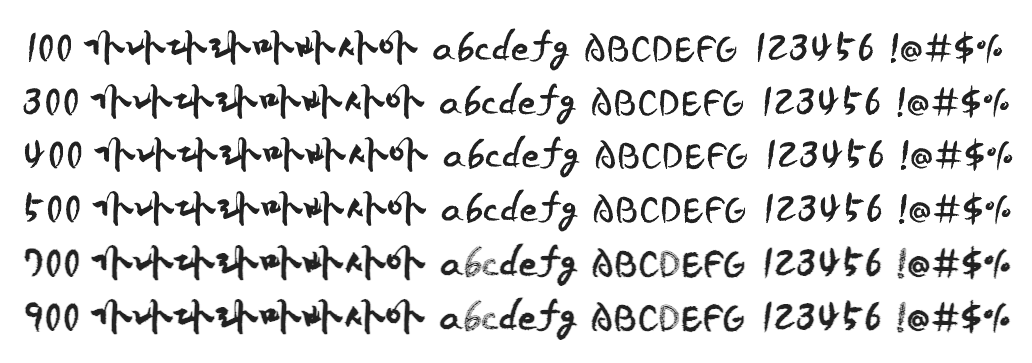 100 가나다라마바사아 abcdefg ABCDEFG 123456 !@#$%
300 가나다라마바사아 abcdefg ABCDEFG 123456 !@#$%
400 가나다라마바사아 abcdefg ABCDEFG 123456 !@#$%
500 가나다라마바사아 abcdefg ABCDEFG 123456 !@#$%
700 가나다라마바사아 abcdefg ABCDEFG 123456 !@#$%
900 가나다라마바사아 abcdefg ABCDEFG 123456 !@#$%